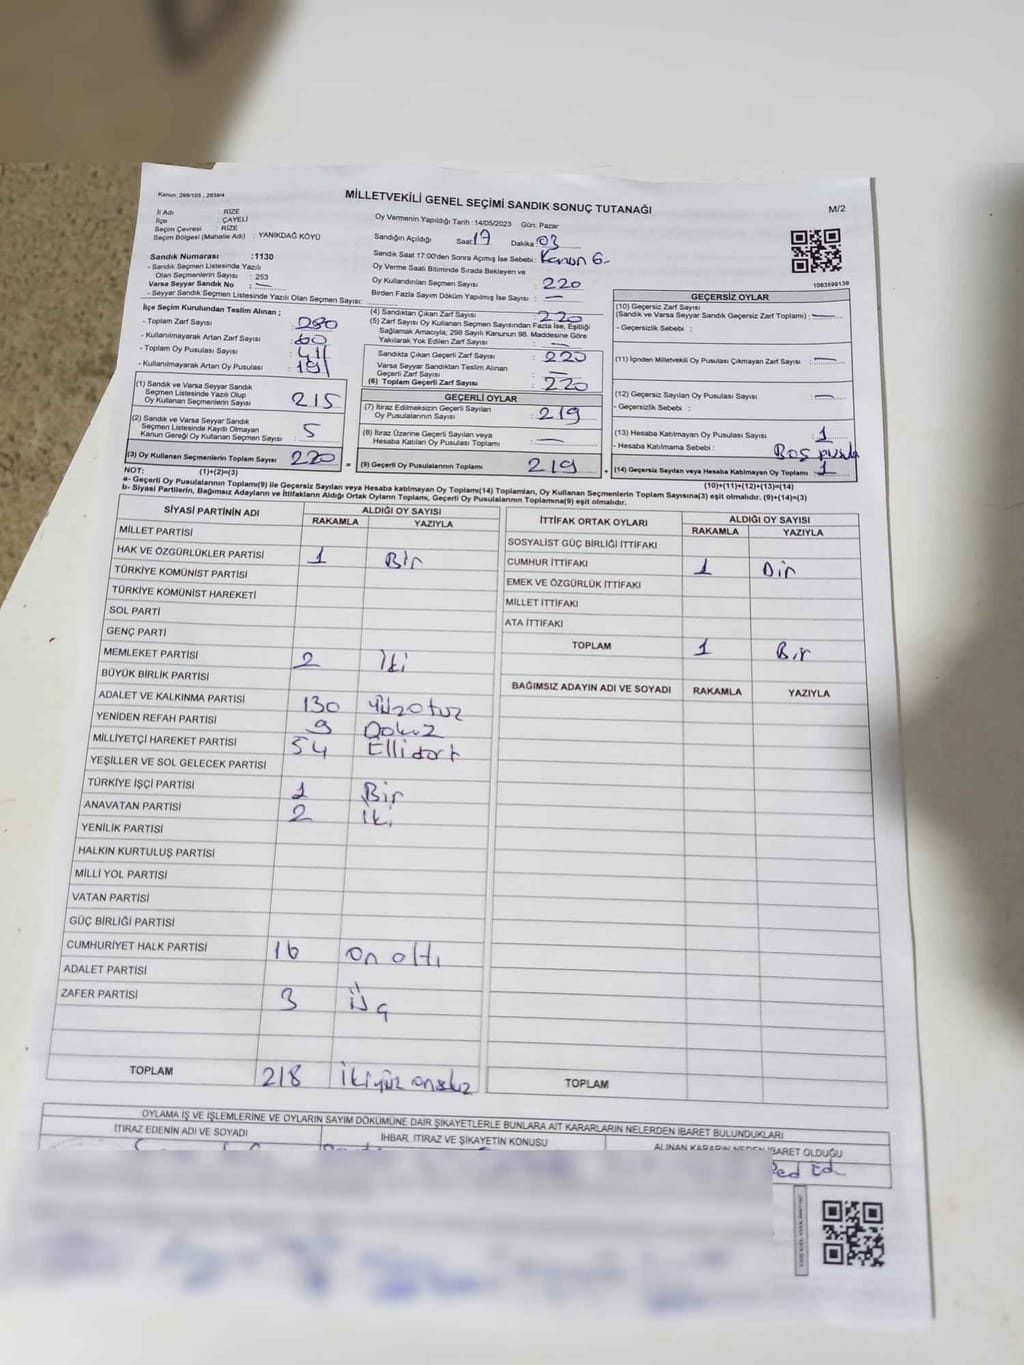 Kanun: 298/105 , 2839/4
MİLLETVEKİLİ GENEL SEÇİMİ SANDIK SONUÇ TUTANAĞI
M/2
İl Adı : RİZE
İlçe : ÇAYELİ
Seçim Çevresi : RİZE
Seçim Bölgesi (Mahalle Adı) : YANIKDAĞ KÖYÜ
Sandık Numarası :1130
- Sandık Seçmen Listesinde Yazılı
Olan Seçmenlerin Sayısı : 253
Varsa Seyyar Sandık No : —
- Seyyar Sandık Seçmen Listesinde Yazılı Olan Seçmen Sayısı:
Oy Vermenin Yapıldığı Tarih :14/05/2023 Gün: Pazar
Sandığın Açıldığı Saat: 19 Dakika: 03
Sandık Saat 17:00'den Sonra Açılmış İse Sebebi : Kanun G.
Oy Verme Saati Bitiminde Sırada Bekleyen ve
Oy Kullandırılan Seçmen Sayısı : 220
Birden Fazla Sayım Döküm Yapılmış İse Sayısı : —
1083599139
İlçe Seçim Kurulundan Teslim Alınan ;
- Toplam Zarf Sayısı : 280
- Kullanılmayarak Artan Zarf Sayısı : 60
- Toplam Oy Pusulası Sayısı :
- Kullanılmayarak Artan Oy Pusulası :
(1) Sandık ve Varsa Seyyar Sandık
Seçmen Listesinde Yazılı Olup
Oy Kullanan Seçmenlerin Sayısı : 215
(2) Sandık ve Varsa Seyyar Sandık
Seçmen Listesinde Kayıtlı Olmayan
Kanun Gereği Oy Kullanan Seçmen Sayısı : 5
(3) Oy Kullanan Seçmenlerin Toplam Sayısı 220
(4) Sandıktan Çıkan Zarf Sayısı : 220
(5) Zarf Sayısı Oy Kullanan Seçmen Sayısından Fazla İse, Eşitliği
Sağlamak Amacıyla; 298 Sayılı Kanunun 98. Maddesine Göre
Yakılarak Yok Edilen Zarf Sayısı : —
Sandıkta Çıkan Geçerli Zarf Sayısı : 220
Varsa Seyyar Sandıktan Teslim Alınan
Geçerli Zarf Sayısı : —
(6) Toplam Geçerli Zarf Sayısı : 220
GEÇERLİ OYLAR
(7) İtiraz Edilmeksizin Geçerli Sayılan
Oy Pusulalarının Sayısı : 219
(8) İtiraz Üzerine Geçerli Sayılan veya
Hesaba Katılan Oy Pusulası Toplamı : —
= (9) Geçerli Oy Pusulalarının Toplamı 219
GEÇERSİZ OYLAR
(10) Geçersiz Zarf Sayısı
(Sandık ve Varsa Seyyar Sandık Geçersiz Zarf Toplamı) : —
- Geçersizlik Sebebi :
(11) İçinden Milletvekili Oy Pusulası Çıkmayan Zarf Sayısı : —
(12) Geçersiz Sayılan Oy Pusulası Sayısı : —
- Geçersizlik Sebebi :
(13) Hesaba Katılmayan Oy Pusulası Sayısı : 1
- Hesaba Katılmama Sebebi : Boş pusula
+ (14) Geçersiz Sayılan veya Hesaba Katılmayan Oy Toplamı : 1
NOT: (1)+(2)=(3)
(10)+(11)+(12)+(13)=(14)
a- Geçerli Oy Pusulalarının Toplamı(9) ile Geçersiz Sayılan veya Hesaba katılmayan Oy Toplamı(14) Toplamları, Oy Kullanan Seçmenlerin Toplam Sayısına(3) eşit olmalıdır. (9)+(14)=(3)
b- Siyasi Partilerin, Bağımsız Adayların ve İttifakların Aldığı Ortak Oyların Toplamı, Geçerli Oy Pusulalarının Toplamına(9) eşit olmalıdır.
SİYASİ PARTİNİN ADI ALDIĞI OY SAYISI
RAKAMLA YAZIYLA
MİLLET PARTİSİ
HAK VE ÖZGÜRLÜKLER PARTİSİ 1 Bir
TÜRKİYE KOMÜNİST PARTİSİ
TÜRKİYE KOMÜNİST HAREKETİ
SOL PARTİ
GENÇ PARTİ
MEMLEKET PARTİSİ 2 İki
BÜYÜK BİRLİK PARTİSİ
ADALET VE KALKINMA PARTİSİ 130 Yüzotuz
YENİDEN REFAH PARTİSİ 9 Dokuz
MİLLİYETÇİ HAREKET PARTİSİ 54 Ellidört
YEŞİLLER VE SOL GELECEK PARTİSİ
TÜRKİYE İŞÇİ PARTİSİ 1 Bir
ANAVATAN PARTİSİ 2 İki
YENİLİK PARTİSİ
HALKIN KURTULUŞ PARTİSİ
MİLLİ YOL PARTİSİ
VATAN PARTİSİ
GÜÇ BİRLİĞİ PARTİSİ
CUMHURİYET HALK PARTİSİ 16 on altı
ADALET PARTİSİ
ZAFER PARTİSİ 3 üç
TOPLAM 218 İkiyüz onsekiz
İTTİFAK ORTAK OYLARI ALDIĞI OY SAYISI
RAKAMLA YAZIYLA
SOSYALİST GÜÇ BİRLİĞİ İTTİFAKI
CUMHUR İTTİFAKI 1 Bir
EMEK VE ÖZGÜRLÜK İTTİFAKI
MİLLET İTTİFAKI
ATA İTTİFAKI
TOPLAM 1 Bir
BAĞIMSIZ ADAYIN ADI VE SOYADI RAKAMLA YAZIYLA
TOPLAM
OYLAMA İŞ VE İŞLEMLERİNE VE OYLARIN SAYIM DÖKÜMÜNE DAİR ŞİKAYETLERLE BUNLARA AİT KARARLARIN NELERDEN İBARET BULUNDUKLARI
İTİRAZ EDENİN ADI VE SOYADI İHBAR, İTİRAZ VE ŞİKAYETİN KONUSU ALINAN KARARIN NEDEN İBARET OLDUĞU
Red Ed